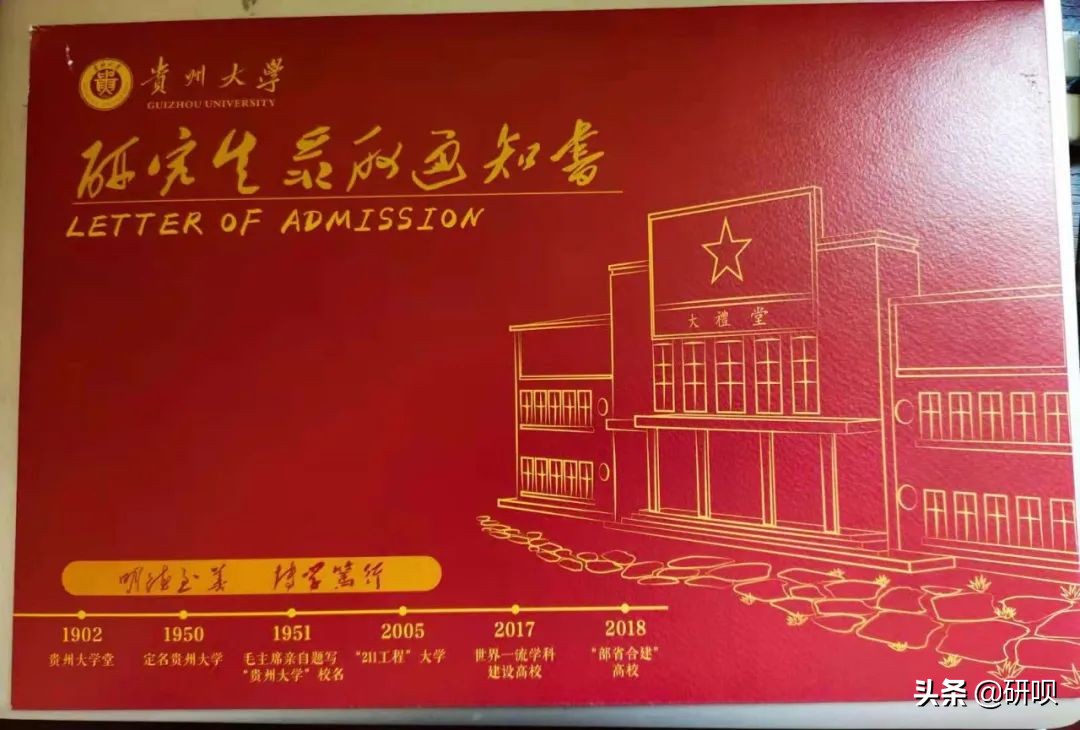 貴州大學
GUIZHOU UNIVERSITY
研究生录取通知书
LETTER OF ADMISSION
大禮堂
明德至善 博学笃行
1902
贵州大学堂
1950
定名贵州大学
1951
毛主席亲自题写
“贵州大学”校名
2005
“211工程”大学
2017
世界一流学科
建设高校
2018
“部省合建”
高校
头条 @研呗